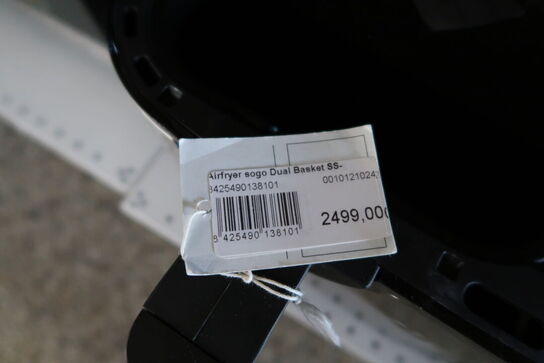 Airfryer sogo Dual Basket SS-
8425490138101 0010121024
2499,00
8 425490 138101